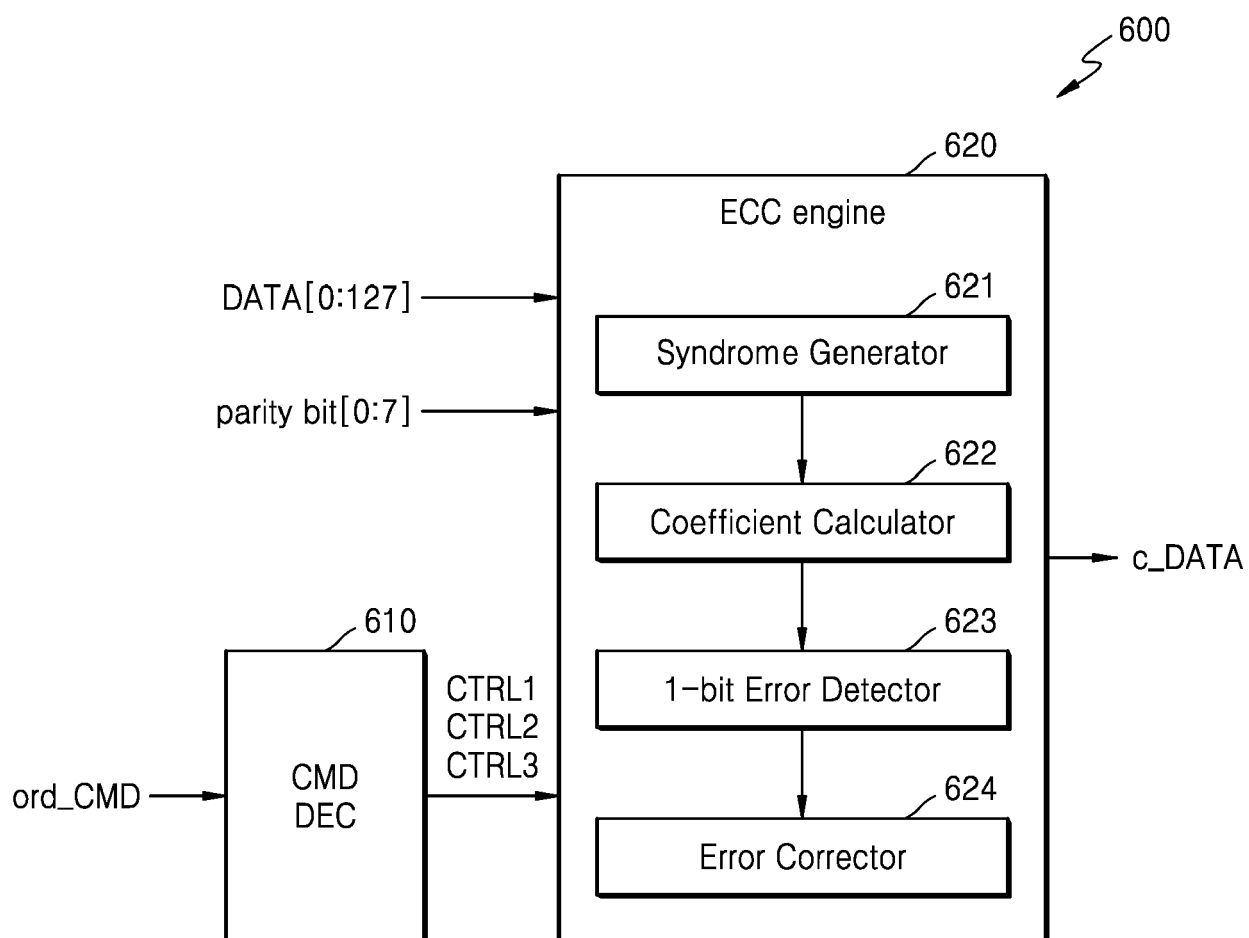 600
620
ECC engine
DATA[0:127]
621
Syndrome Generator
parity bit[0:7]
622
Coefficient Calculator
c_DATA
610
623
CTRL1
CTRL2
CTRL3
1-bit Error Detector
ord_CMD
CMD
DEC
624
Error Corrector